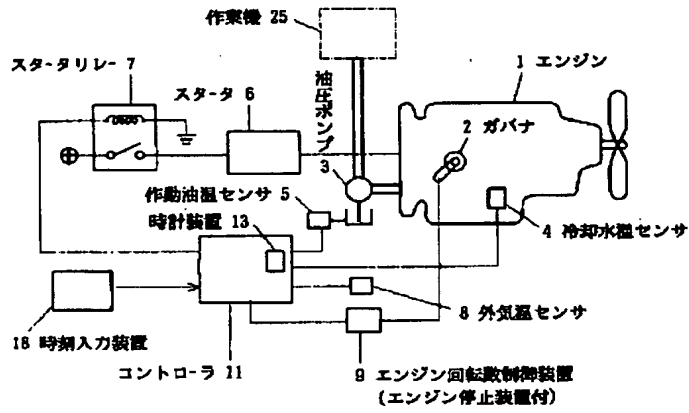 作業機 25
スタータリレー 7
スタータ 6
油圧ポンプ
3
1 エンジン
2 ガバナ
作動油温センサ 5
時計装置 13
4 冷却水温センサ
8 外気温センサ
18 時刻入力装置
コントローラ 11
9 エンジン回転数制御装置
(エンジン停止装置付)